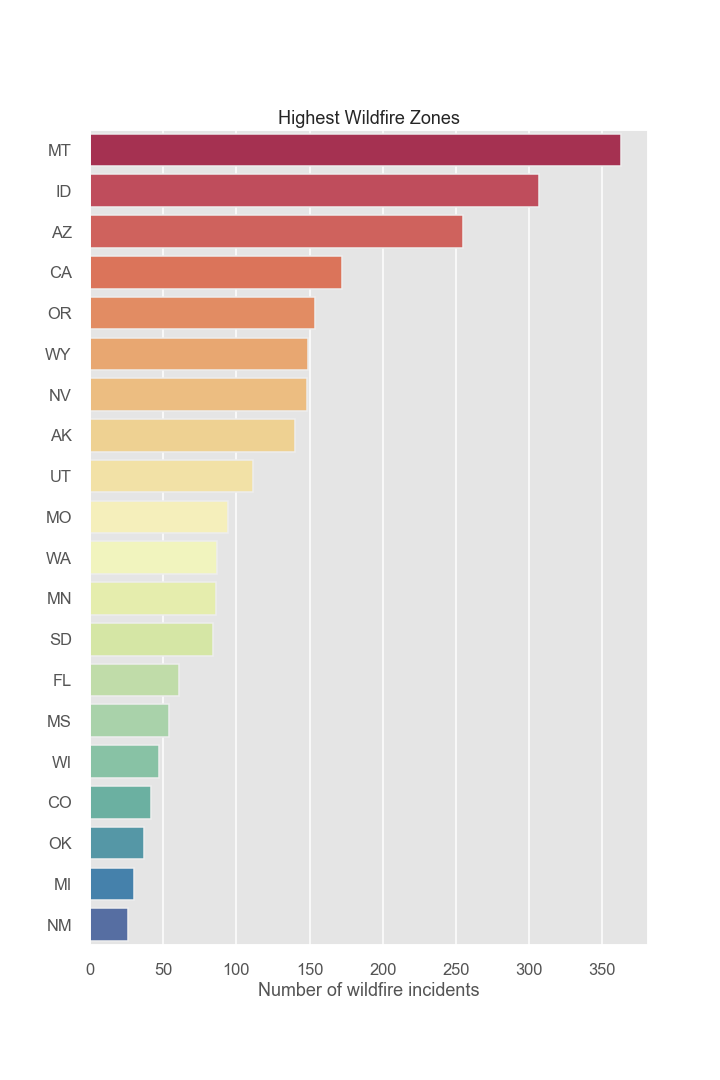 Highest Wildfire Zones
MT
ID
AZ
CA
OR
WY
NV
AK
UT
MO
WA
MN
SD
FL
MS
WI
CO
OK
MI
NM
0 50 100 150 200 250 300 350
Number of wildfire incidents